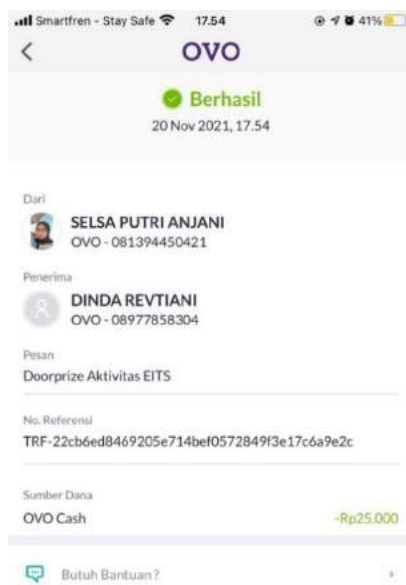 Smartfren - Stay Safe 17.54 41%
OVO
Berhasil
20 Nov 2021, 17.54
Dari
SELSA PUTRI ANJANI
OVO - 081394450421
Penerima
DINDA REVTIANI
OVO - 08977858304
Pesan
Doorprize Aktivitas EITS
No. Referensi
TRF-22cb6ed8469205e714bef0572849f3e17c6a9e2c
Sumber Dana
OVO Cash -Rp25.000
Butuh Bantuan?